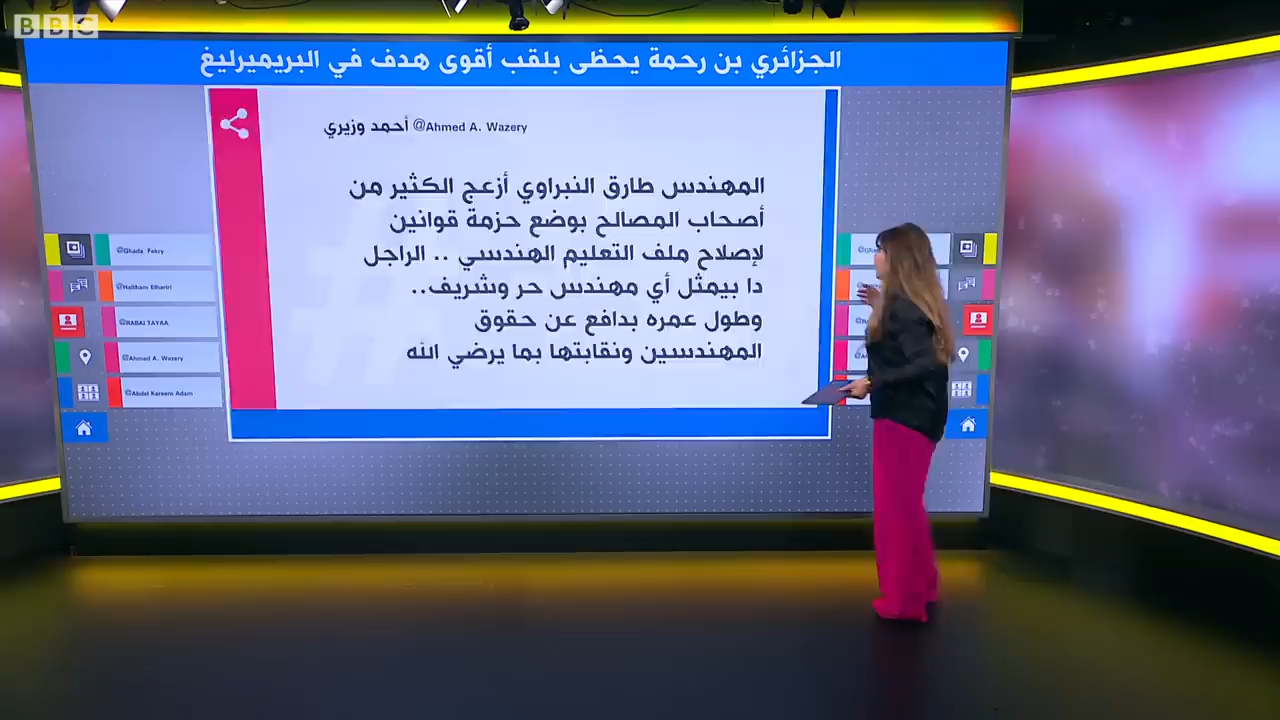 BBC
الجزائري بن رحمة يحظى بلقب أقوى هدف في البريميرليغ
أحمد وزيري @Ahmed A. Wazery
المهندس طارق النبراوي أزعج الكثير من
أصحاب المصالح بوضع حزمة قوانين
لإصلاح ملف التعليم الهندسي .. الراجل
دا بيمثل أي مهندس حر وشريف..
وطول عمره بدافع عن حقوق
المهندسين ونقابتها بما يرضي الله
@Ghada Fekry
@Haitham Elhariri
@RABAI TAYAA
@Ahmed A. Wazery
@Abdel Kareem Adam